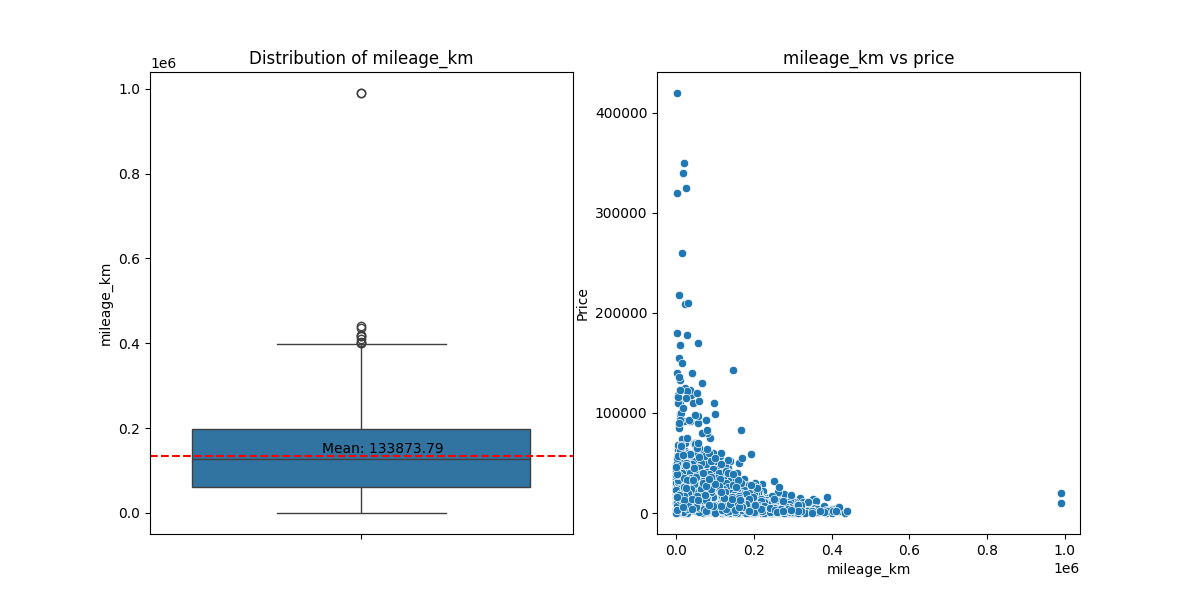 Distribution of mileage_km
1e6
1.0
0.8
0.6
0.4
0.2
0.0
mileage_km
Mean: 133873.79
mileage_km vs price
400000
300000
200000
100000
0
Price
0.0 0.2 0.4 0.6 0.8 1.0
1e6
mileage_km